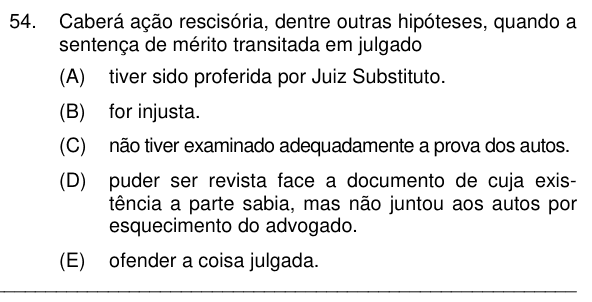 54. Caberá ação rescisória, dentre outras hipóteses, quando a
sentença de mérito transitada em julgado
(A) tiver sido proferida por Juiz Substituto.
(B) for injusta.
(C) não tiver examinado adequadamente a prova dos autos.
(D) puder ser revista face a documento de cuja exis-
tência a parte sabia, mas não juntou aos autos por
esquecimento do advogado.
(E) ofender a coisa julgada.